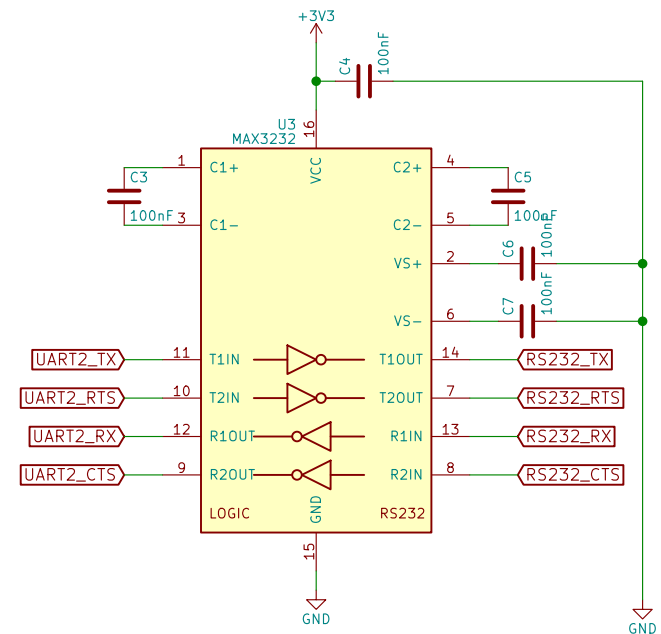 +3V3
C4
100nF
U3
MAX3232
16
VCC
1
C1+
C2+
4
C3
100nF
C5
100nF
3
C1-
C2-
5
VS+
2
C6
100nF
VS-
6
C7
100nF
UART2_TX
11
T1IN
T1OUT
14
RS232_TX
UART2_RTS
10
T2IN
T2OUT
7
RS232_RTS
UART2_RX
12
R1OUT
R1IN
13
RS232_RX
UART2_CTS
9
R2OUT
R2IN
8
RS232_CTS
LOGIC
GND
RS232
15
GND
GND